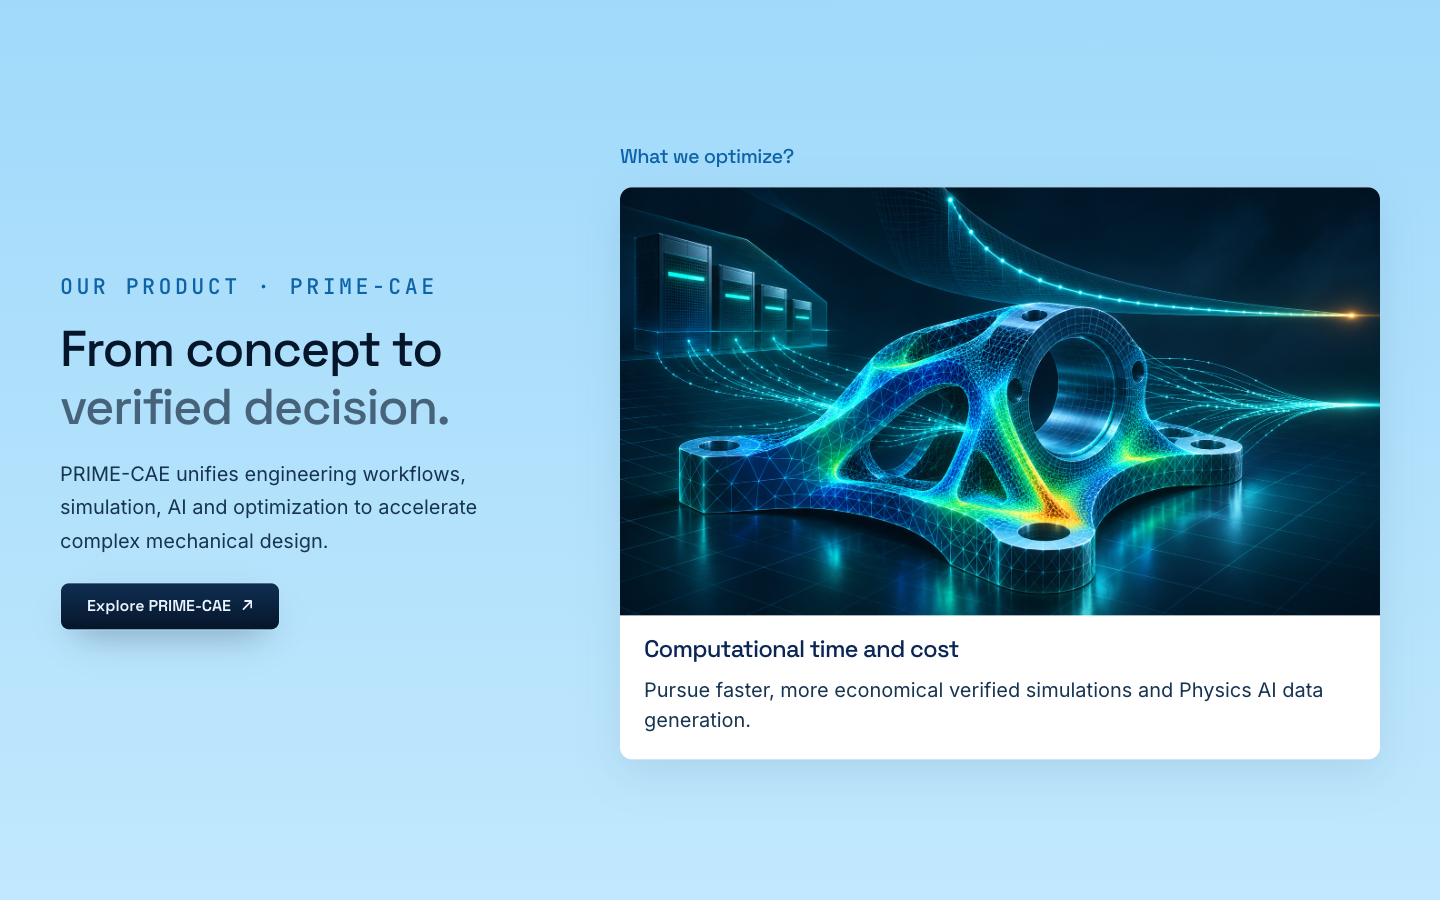 OUR PRODUCT · PRIME-CAE
From concept to
verified decision.
PRIME-CAE unifies engineering workflows,
simulation, AI and optimization to accelerate
complex mechanical design.
Explore PRIME-CAE ↗
What we optimize?
Computational time and cost
Pursue faster, more economical verified simulations and Physics AI data
generation.